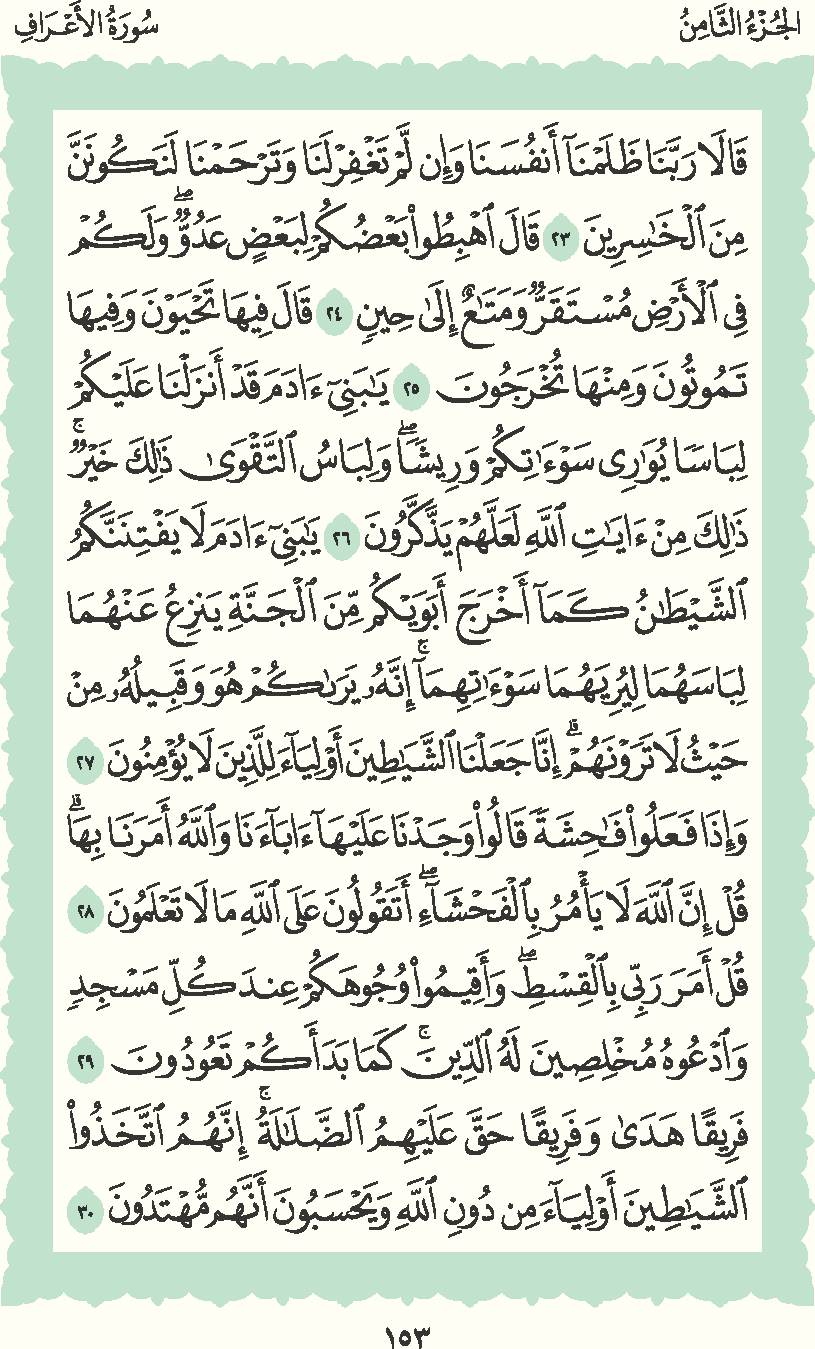 الجُزْءُ الثَّامِنُ
سُورَةُ الأَعْرَافِ
قَالَا رَبَّنَا ظَلَمْنَآ أَنفُسَنَا وَإِن لَّمْ تَغْفِرْ لَنَا وَتَرْحَمْنَا لَنَكُونَنَّ
مِنَ ٱلْخَٰسِرِينَ ٢٣ قَالَ ٱهْبِطُوا۟ بَعْضُكُمْ لِبَعْضٍ عَدُوٌّۖ وَلَكُمْ
فِى ٱلْأَرْضِ مُسْتَقَرٌّ وَمَتَٰعٌ إِلَىٰ حِينٍ ٢٤ قَالَ فِيهَا تَحْيَوْنَ وَفِيهَا
تَمُوتُونَ وَمِنْهَا تُخْرَجُونَ ٢٥ يَٰبَنِىٓ ءَادَمَ قَدْ أَنزَلْنَا عَلَيْكُمْ
لِبَاسًا يُوَٰرِى سَوْءَٰتِكُمْ وَرِيشًاۖ وَلِبَاسُ ٱلتَّقْوَىٰ ذَٰلِكَ خَيْرٌۚ
ذَٰلِكَ مِنْ ءَايَٰتِ ٱللَّهِ لَعَلَّهُمْ يَذَّكَّرُونَ ٢٦ يَٰبَنِىٓ ءَادَمَ لَا يَفْتِنَنَّكُمُ
ٱلشَّيْطَٰنُ كَمَآ أَخْرَجَ أَبَوَيْكُم مِّنَ ٱلْجَنَّةِ يَنزِعُ عَنْهُمَا
لِبَاسَهُمَا لِيُرِيَهُمَا سَوْءَٰتِهِمَآۚ إِنَّهُۥ يَرَىٰكُمْ هُوَ وَقَبِيلُهُۥ مِنْ
حَيْثُ لَا تَرَوْنَهُمْۗ إِنَّا جَعَلْنَا ٱلشَّيَٰطِينَ أَوْلِيَآءَ لِلَّذِينَ لَا يُؤْمِنُونَ ٢٧
وَإِذَا فَعَلُوا۟ فَٰحِشَةً قَالُوا۟ وَجَدْنَا عَلَيْهَآ ءَابَآءَنَا وَٱللَّهُ أَمَرَنَا بِهَاۗ
قُلْ إِنَّ ٱللَّهَ لَا يَأْمُرُ بِٱلْفَحْشَآءِۖ أَتَقُولُونَ عَلَى ٱللَّهِ مَا لَا تَعْلَمُونَ ٢٨
قُلْ أَمَرَ رَبِّى بِٱلْقِسْطِۖ وَأَقِيمُوا۟ وُجُوهَكُمْ عِندَ كُلِّ مَسْجِدٍ
وَٱدْعُوهُ مُخْلِصِينَ لَهُ ٱلدِّينَۚ كَمَا بَدَأَكُمْ تَعُودُونَ ٢٩
فَرِيقًا هَدَىٰ وَفَرِيقًا حَقَّ عَلَيْهِمُ ٱلضَّلَٰلَةُۚ إِنَّهُمُ ٱتَّخَذُوا۟
ٱلشَّيَٰطِينَ أَوْلِيَآءَ مِن دُونِ ٱللَّهِ وَيَحْسَبُونَ أَنَّهُم مُّهْتَدُونَ ٣٠
١٥٣